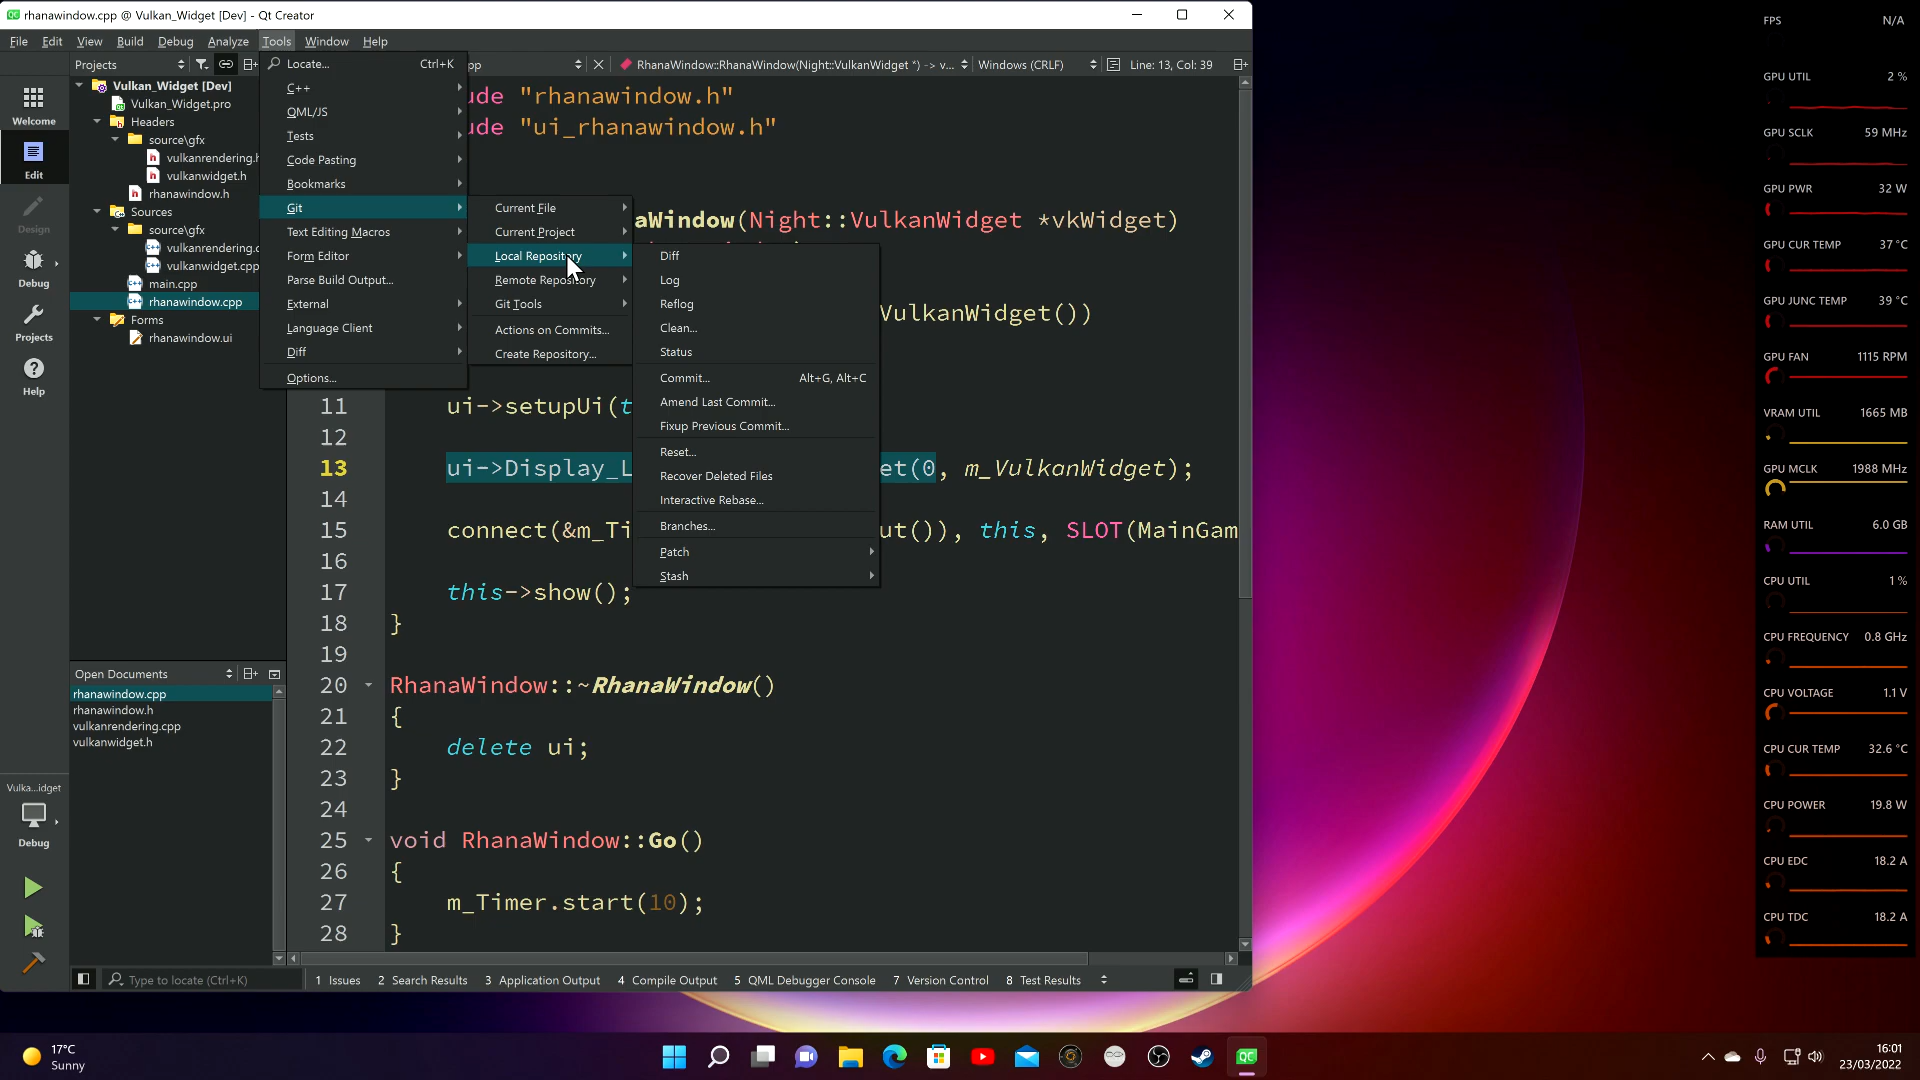 rhanawindow.cpp @ Vulkan_Widget [Dev] - Qt Creator
File Edit View Build Debug Analyze Tools Window Help
Projects
pp
RhanaWindow::RhanaWindow(Night::VulkanWidget *) -> v...
Windows (CRLF)
Line: 13, Col: 39
Welcome
Edit
Design
Debug
Projects
Help
Vulkan_Widget [Dev]
Vulkan_Widget.pro
Headers
source\gfx
vulkanrendering.h
vulkanwidget.h
rhanawindow.h
Sources
source\gfx
vulkanrendering.c
vulkanwidget.cpp
main.cpp
rhanawindow.cpp
Forms
rhanawindow.ui
Locate... Ctrl+K
C++
QML/JS
Tests
Code Pasting
Bookmarks
Git
Text Editing Macros
Form Editor
Parse Build Output...
External
Language Client
Diff
Options...
Current File
Current Project
Local Repository
Remote Repository
Git Tools
Actions on Commits...
Create Repository...
Diff
Log
Reflog
Clean...
Status
Commit... Alt+G, Alt+C
Amend Last Commit...
Fixup Previous Commit...
Reset...
Recover Deleted Files
Interactive Rebase...
Branches...
Patch
Stash
ude "rhanawindow.h"
ude "ui_rhanawindow.h"
aWindow(Night::VulkanWidget *vkWidget)
VulkanWidget())
11 ui->setupUi(t
12
13 ui->Display_L et(0, m_VulkanWidget);
14
15 connect(&m_Ti ut()), this, SLOT(MainGam
16
17 this->show();
18 }
19
20 RhanaWindow::~RhanaWindow()
21 {
22 delete ui;
23 }
24
25 void RhanaWindow::Go()
26 {
27 m_Timer.start(10);
28 }
Open Documents
rhanawindow.cpp
rhanawindow.h
vulkanrendering.cpp
vulkanwidget.h
Vulka...idget
Debug
Type to locate (Ctrl+K)
1 Issues 2 Search Results 3 Application Output 4 Compile Output 5 QML Debugger Console 7 Version Control 8 Test Results
FPS N/A
GPU UTIL 2 %
GPU SCLK 59 MHz
GPU PWR 32 W
GPU CUR TEMP 37 °C
GPU JUNC TEMP 39 °C
GPU FAN 1115 RPM
VRAM UTIL 1665 MB
GPU MCLK 1988 MHz
RAM UTIL 6.0 GB
CPU UTIL 1 %
CPU FREQUENCY 0.8 GHz
CPU VOLTAGE 1.1 V
CPU CUR TEMP 32.6 °C
CPU POWER 19.8 W
CPU EDC 18.2 A
CPU TDC 18.2 A
17°C
Sunny
QC
16:01
23/03/2022